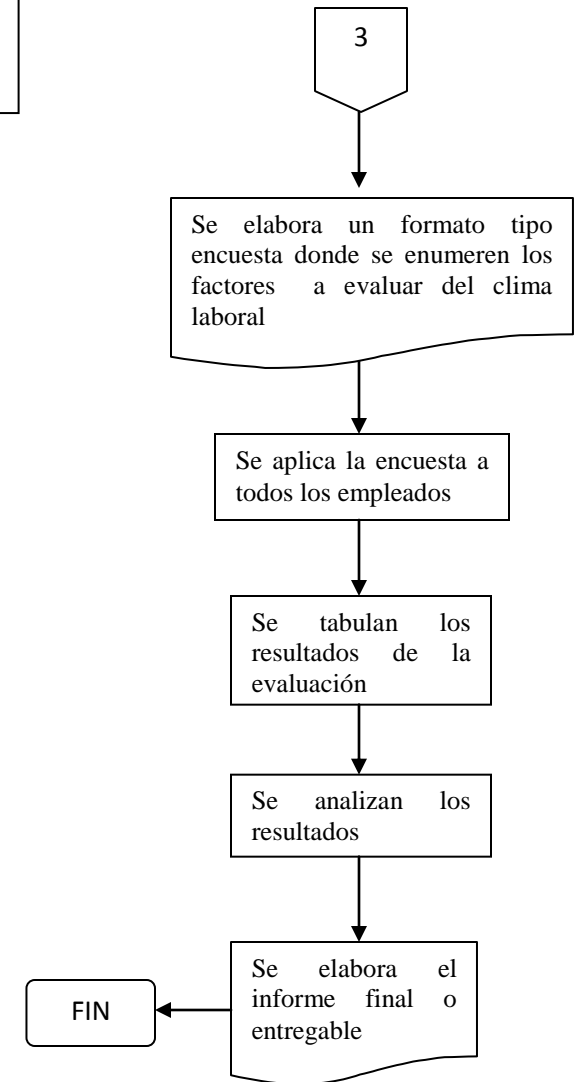 3
Se elabora un formato tipo
encuesta donde se enumeren los
factores a evaluar del clima
laboral
Se aplica la encuesta a
todos los empleados
Se tabulan los
resultados de la
evaluación
Se analizan los
resultados
Se elabora el
informe final o
entregable
FIN